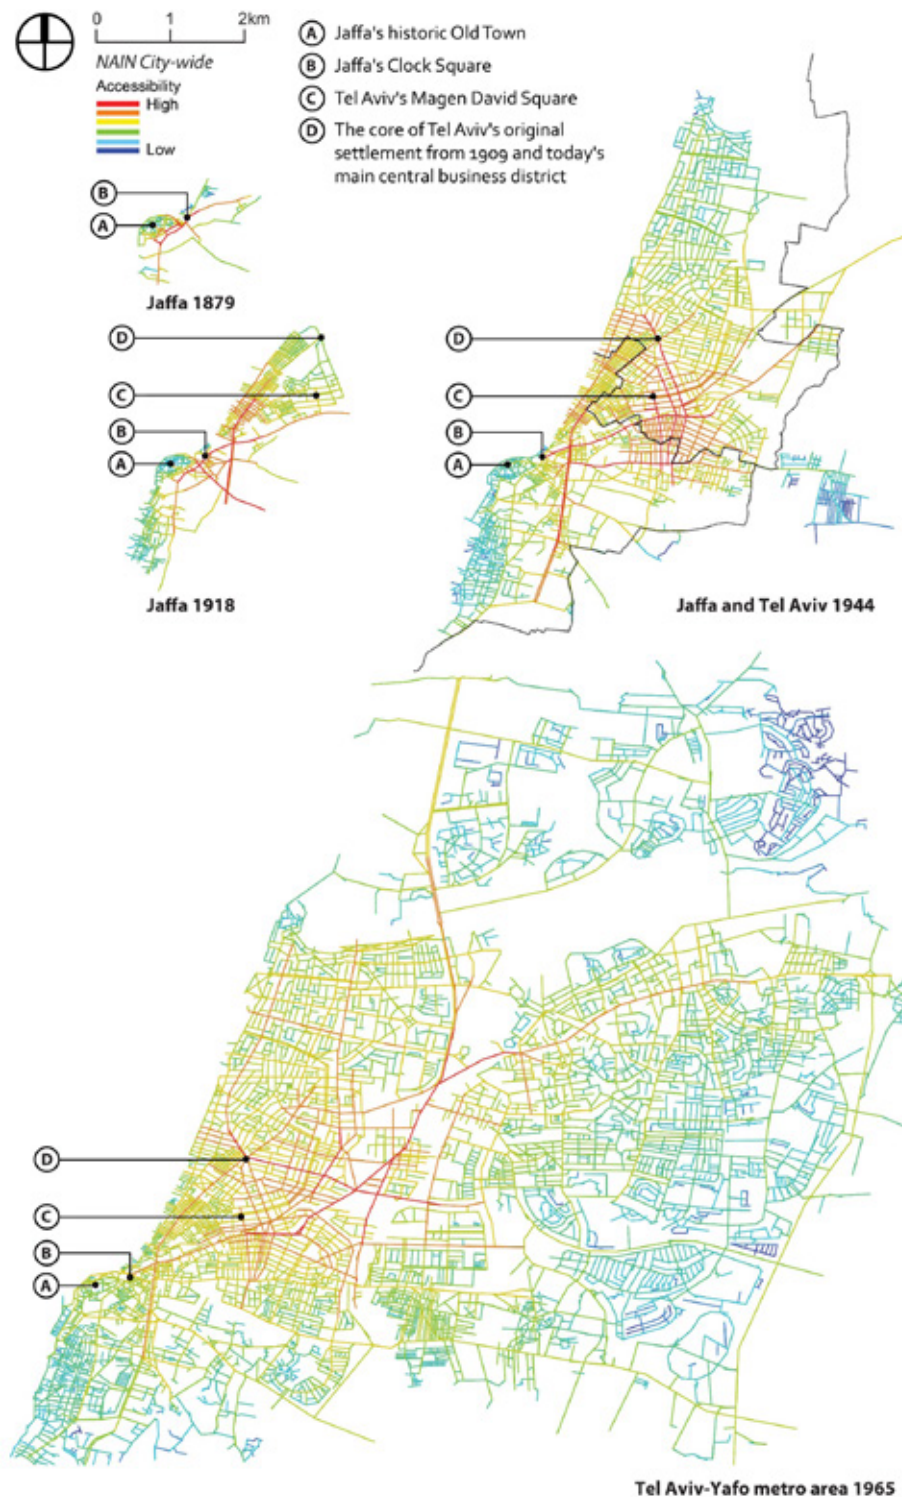 0 1 2km
NAIN City-wide
Accessibility
High
Low
A Jaffa's historic Old Town
B Jaffa's Clock Square
C Tel Aviv's Magen David Square
D The core of Tel Aviv's original
settlement from 1909 and today's
main central business district
B
A
Jaffa 1879
D
C
B
A
Jaffa 1918
D
C
B
A
Jaffa and Tel Aviv 1944
D
C
B
A
Tel Aviv-Yafo metro area 1965